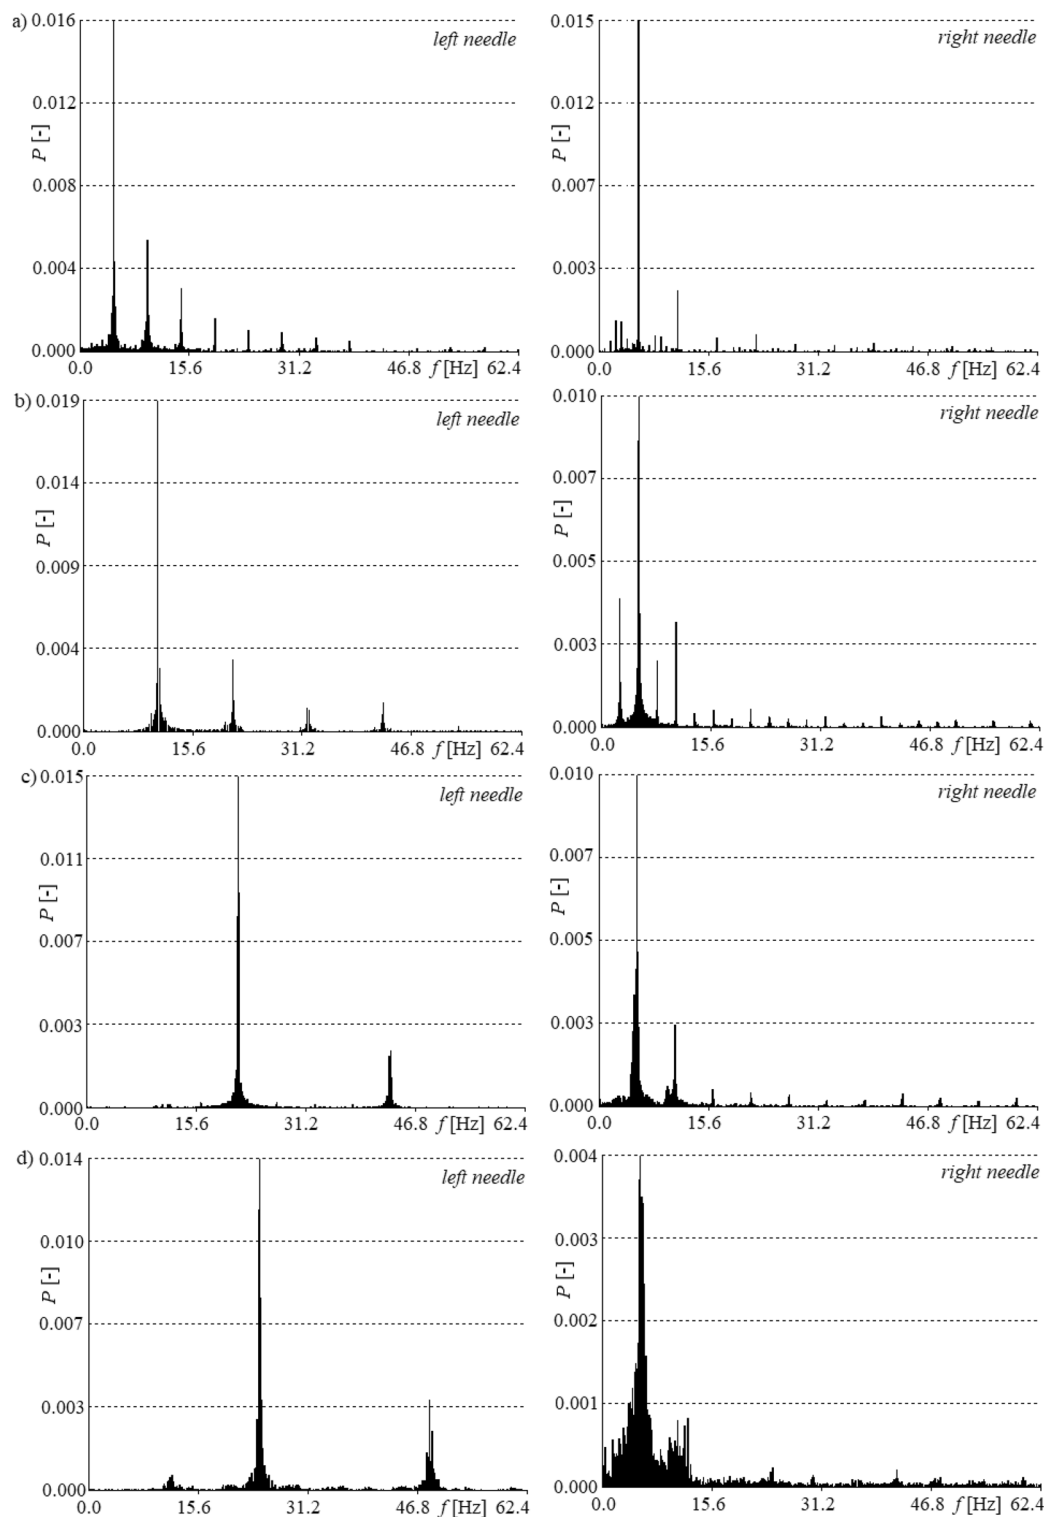 a) 0.016
left needle
0.012
P [-]
0.008
0.004
0.000
0.0 15.6 31.2 46.8 f [Hz] 62.4
0.015
right needle
0.012
P [-]
0.007
0.003
0.000
0.0 15.6 31.2 46.8 f [Hz] 62.4
b) 0.019
left needle
0.014
P [-]
0.009
0.004
0.000
0.0 15.6 31.2 46.8 f [Hz] 62.4
0.010
right needle
0.007
P [-]
0.005
0.003
0.000
0.0 15.6 31.2 46.8 f [Hz] 62.4
c) 0.015
left needle
0.011
P [-]
0.007
0.003
0.000
0.0 15.6 31.2 46.8 f [Hz] 62.4
0.010
right needle
0.007
P [-]
0.005
0.003
0.000
0.0 15.6 31.2 46.8 f [Hz] 62.4
d) 0.014
left needle
0.010
P [-]
0.007
0.003
0.000
0.0 15.6 31.2 46.8 f [Hz] 62.4
0.004
right needle
0.003
P [-]
0.002
0.001
0.000
0.0 15.6 31.2 46.8 f [Hz] 62.4